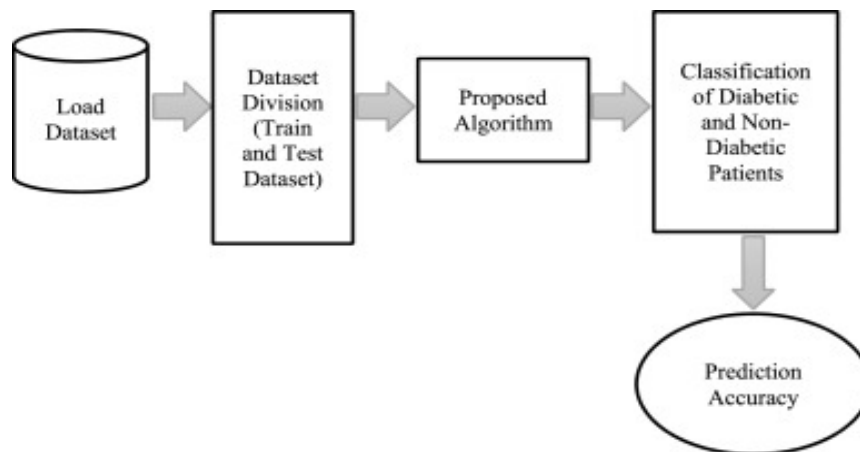 Load
Dataset
Dataset
Division
(Train
and Test
Dataset)
Proposed
Algorithm
Classification
of Diabetic
and Non-
Diabetic
Patients
Prediction
Accuracy